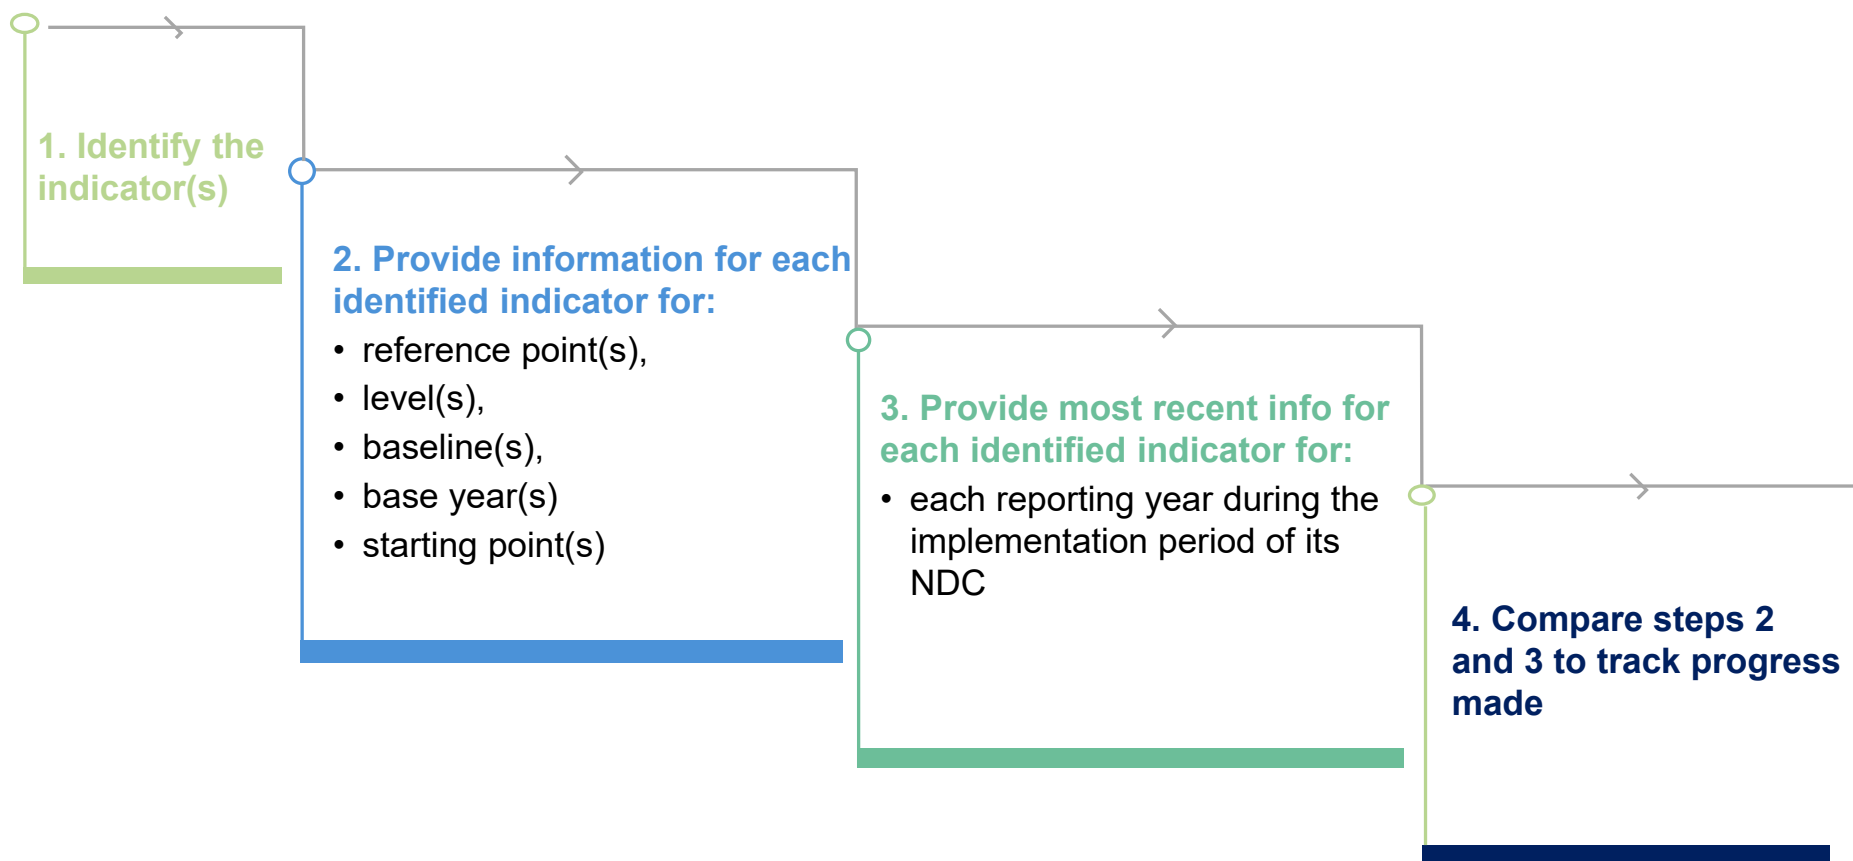 1. Identify the
indicator(s)
2. Provide information for each
identified indicator for:
• reference point(s),
• level(s),
• baseline(s),
• base year(s)
• starting point(s)
3. Provide most recent info for
each identified indicator for:
• each reporting year during the
implementation period of its
NDC
4. Compare steps 2
and 3 to track progress
made